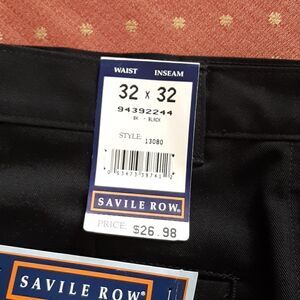 WAIST INSEAM
32 x 32
94392244
BK - BLACK
STYLE: 13080
SAVILE ROW®
PRICE: $26.98
SAVILE ROW®